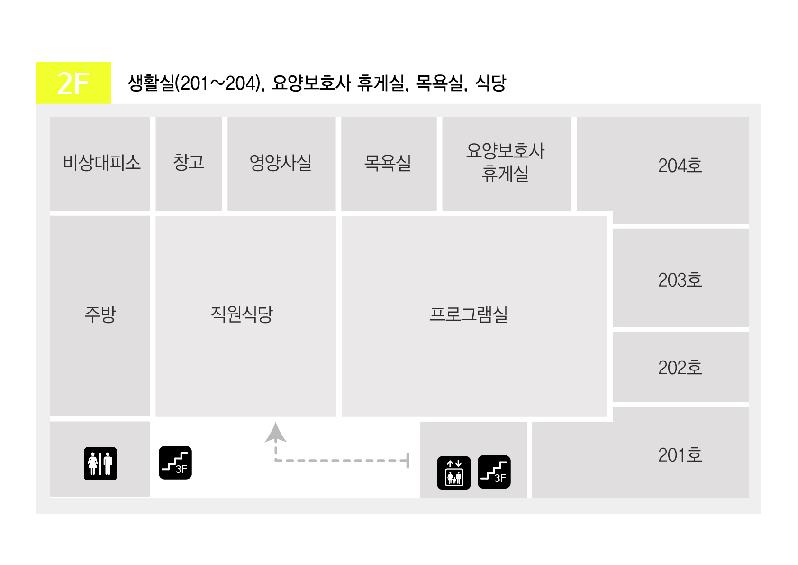 2F 생활실(201~204), 요양보호사 휴게실, 목욕실, 식당
비상대피소
창고
영양사실
목욕실
요양보호사
휴게실
204호
주방
직원식당
프로그램실
203호
202호
201호
3F
3F